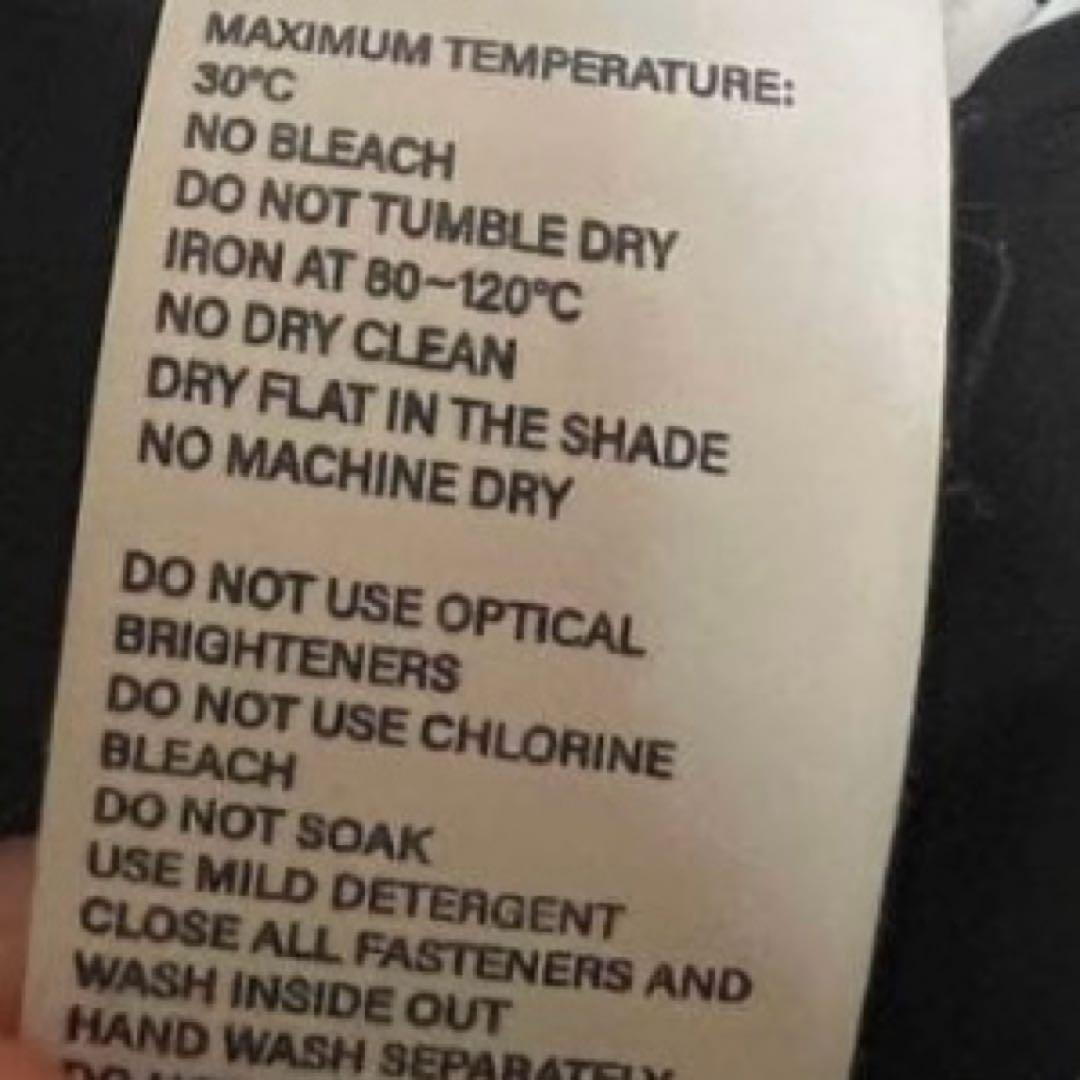 MAXIMUM TEMPERATURE:
30°C
NO BLEACH
DO NOT TUMBLE DRY
IRON AT 80~120°C
NO DRY CLEAN
DRY FLAT IN THE SHADE
NO MACHINE DRY
DO NOT USE OPTICAL
BRIGHTENERS
DO NOT USE CHLORINE
BLEACH
DO NOT SOAK
USE MILD DETERGENT
CLOSE ALL FASTENERS AND
WASH INSIDE OUT
HAND WASH SEPARATELY
DO